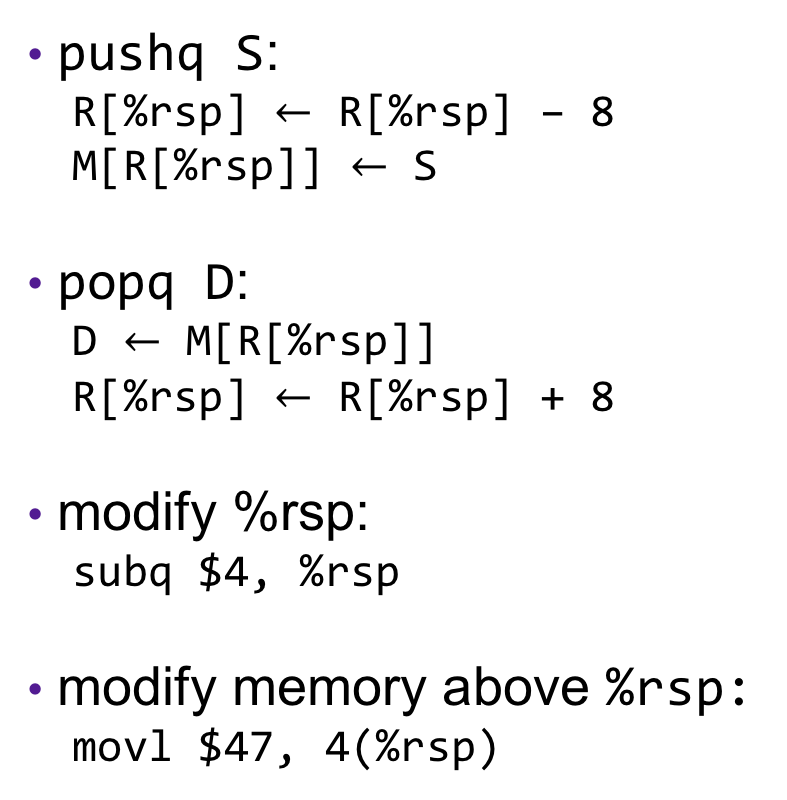 • pushq S:
R[%rsp] ← R[%rsp] – 8
M[R[%rsp]] ← S
• popq D:
D ← M[R[%rsp]]
R[%rsp] ← R[%rsp] + 8
• modify %rsp:
subq $4, %rsp
• modify memory above %rsp:
movl $47, 4(%rsp)